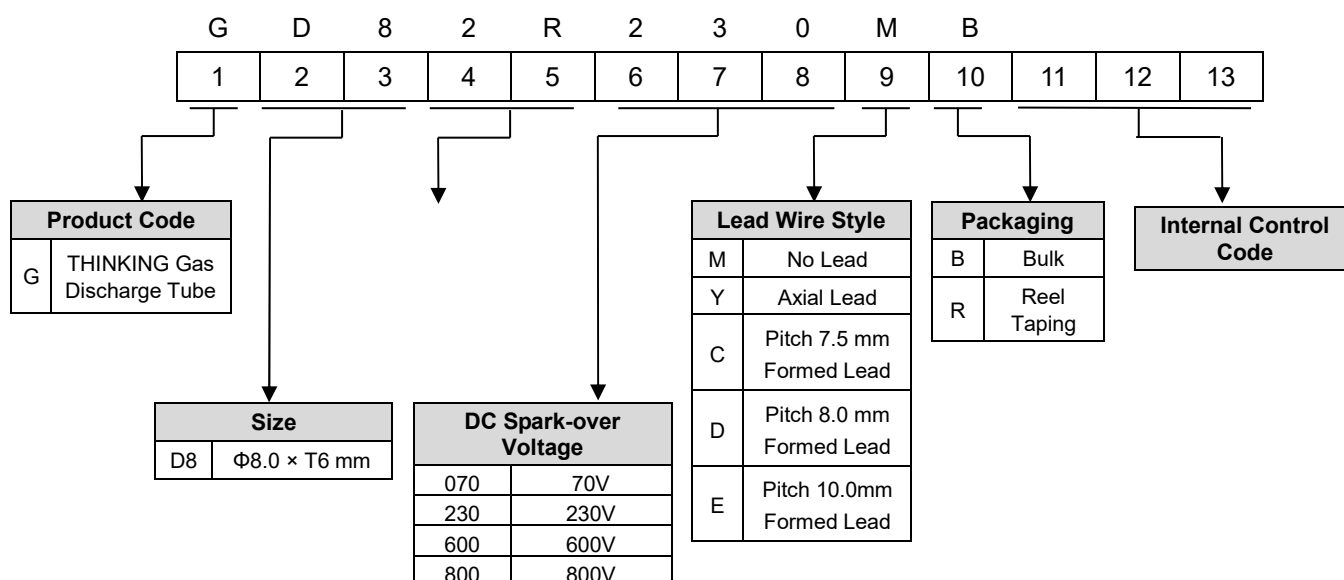 G D 8 2 R 2 3 0 M B
1 2 3 4 5 6 7 8 9 10 11 12 13
Product Code
G THINKING Gas
Discharge Tube
Size
D8 Φ8.0 × T6 mm
DC Spark-over
Voltage
070 70V
230 230V
600 600V
800 800V
Lead Wire Style
M No Lead
Y Axial Lead
C Pitch 7.5 mm
Formed Lead
D Pitch 8.0 mm
Formed Lead
E Pitch 10.0mm
Formed Lead
Packaging
B Bulk
R Reel
Taping
Internal Control
Code